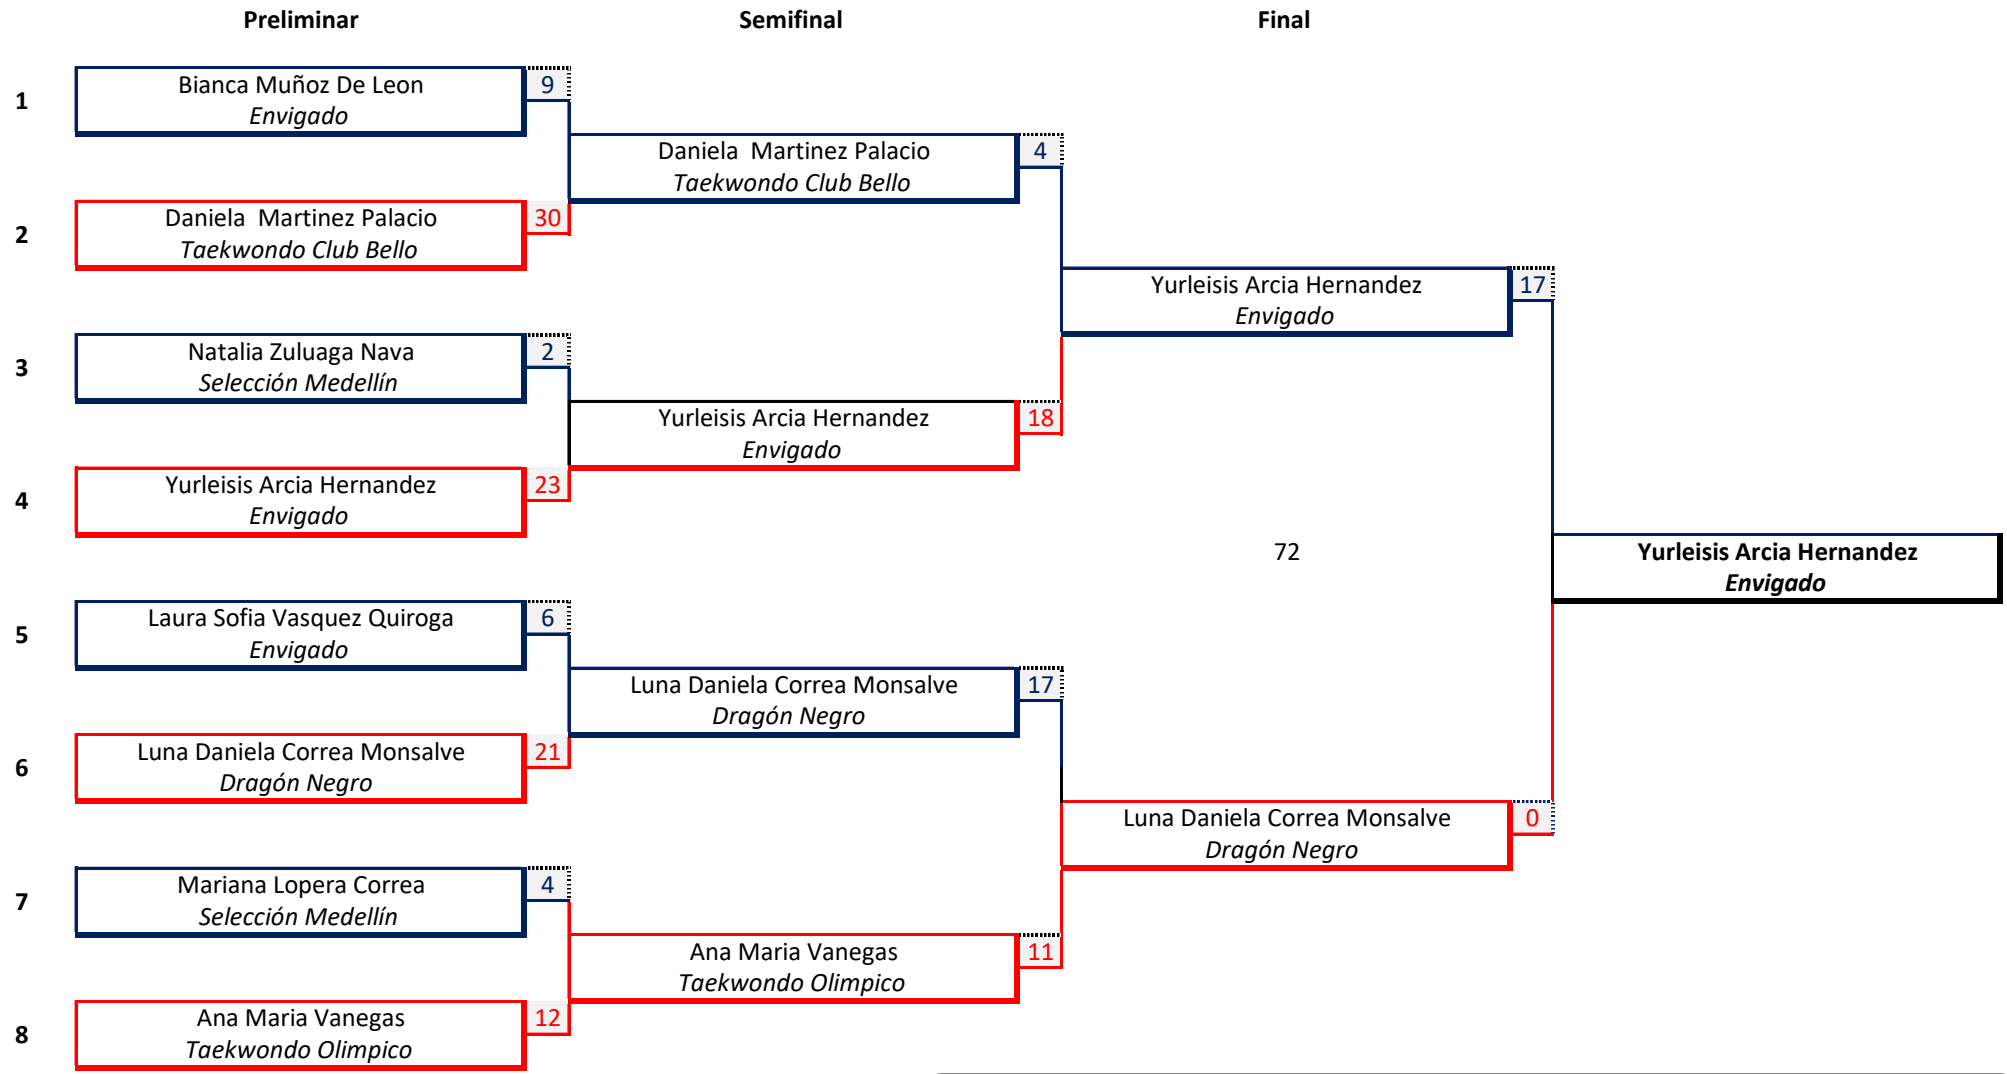 Preliminar
Semifinal
Final
1
Bianca Muñoz De Leon
Envigado
9
2
Daniela  Martinez Palacio
Taekwondo Club Bello
30
3
Natalia Zuluaga Nava
Selección Medellín
2
4
Yurleisis Arcia Hernandez
Envigado
23
5
Laura Sofia Vasquez Quiroga
Envigado
6
6
Luna Daniela Correa Monsalve
Dragón Negro
21
7
Mariana Lopera Correa
Selección Medellín
4
8
Ana Maria Vanegas
Taekwondo Olimpico
12
Daniela  Martinez Palacio
Taekwondo Club Bello
4
Yurleisis Arcia Hernandez
Envigado
18
Luna Daniela Correa Monsalve
Dragón Negro
17
Ana Maria Vanegas
Taekwondo Olimpico
11
Yurleisis Arcia Hernandez
Envigado
17
72
Luna Daniela Correa Monsalve
Dragón Negro
0
Yurleisis Arcia Hernandez
Envigado